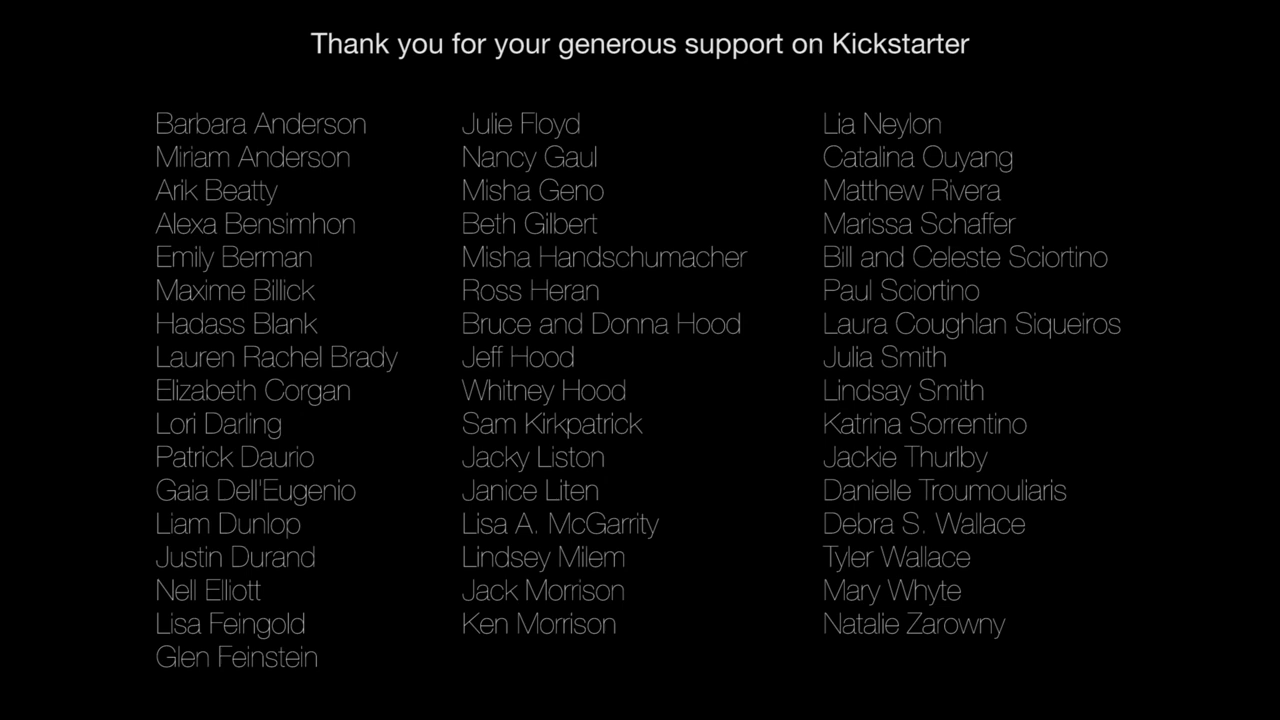 Thank you for your generous support on Kickstarter
Barbara Anderson
Miriam Anderson
Arik Beatty
Alexa Bensimhon
Emily Berman
Maxime Billick
Hadass Blank
Lauren Rachel Brady
Elizabeth Corgan
Lori Darling
Patrick Daurio
Gaia Dell'Eugenio
Liam Dunlop
Justin Durand
Nell Elliott
Lisa Feingold
Glen Feinstein
Julie Floyd
Nancy Gaul
Misha Geno
Beth Gilbert
Misha Handschumacher
Ross Heran
Bruce and Donna Hood
Jeff Hood
Whitney Hood
Sam Kirkpatrick
Jacky Liston
Janice Liten
Lisa A. McGarrity
Lindsey Milem
Jack Morrison
Ken Morrison
Lia Neylon
Catalina Ouyang
Matthew Rivera
Marissa Schaffer
Bill and Celeste Sciortino
Paul Sciortino
Laura Coughlan Siqueiros
Julia Smith
Lindsay Smith
Katrina Sorrentino
Jackie Thurlby
Danielle Troumouliaris
Debra S. Wallace
Tyler Wallace
Mary Whyte
Natalie Zarowny